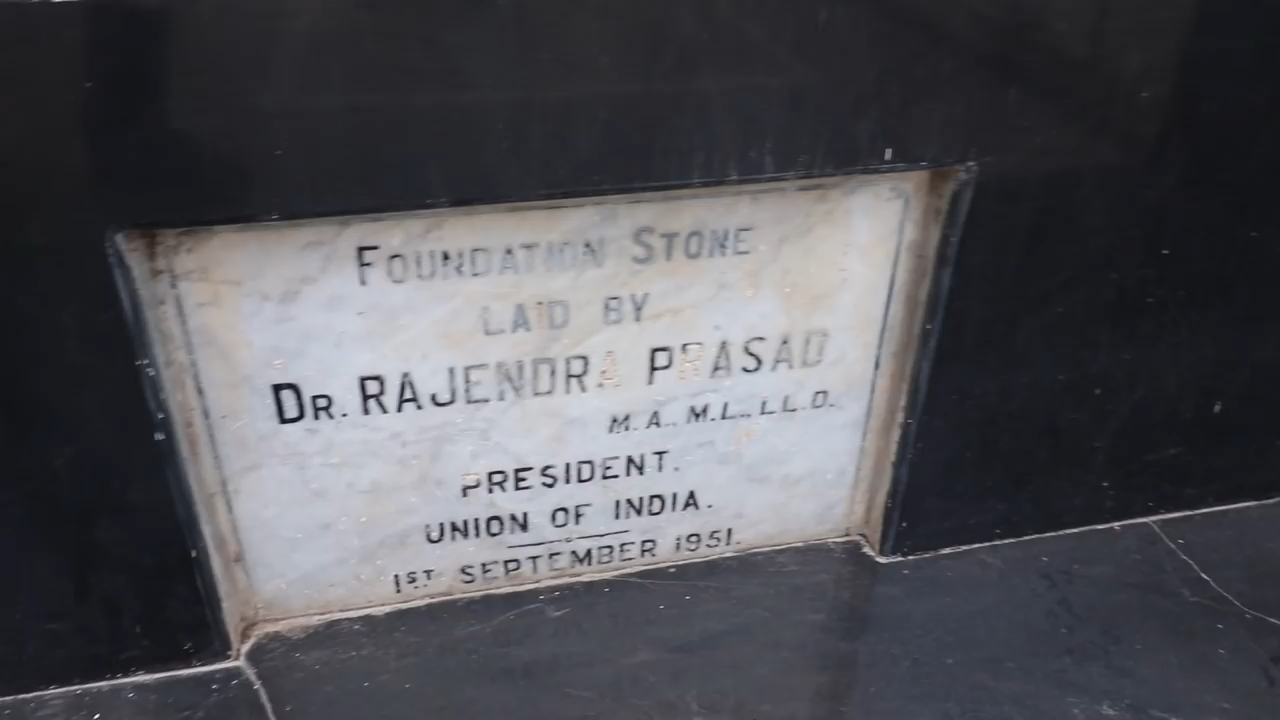 FOUNDATION STONE
LAID BY
DR. RAJENDRA PRASAD
M.A., M.L., LL.D.
PRESIDENT.
UNION OF INDIA.
1ST SEPTEMBER 1951.